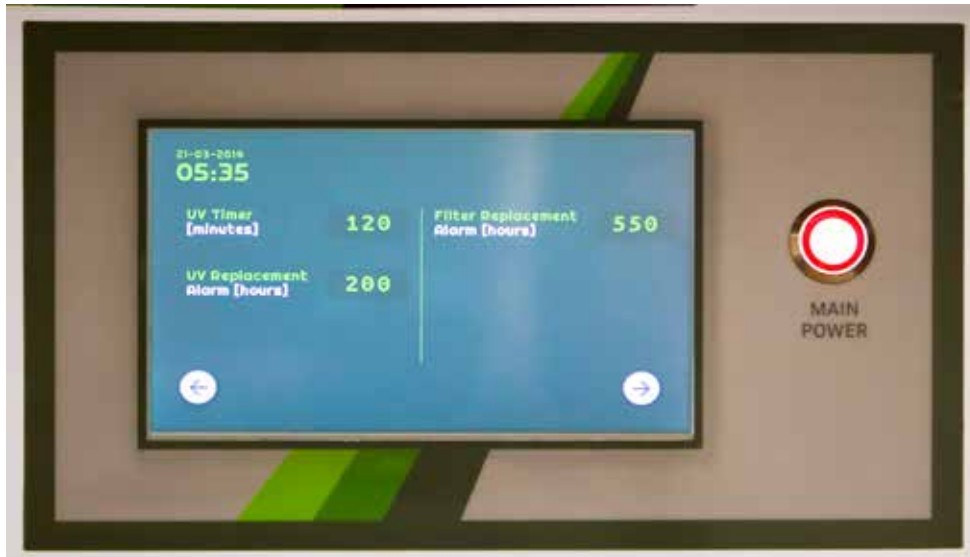 21-03-2019
05:35
UV Timer
[minutes]
120
UV Replacement
Alarm [hours]
200
Filter Replacement
Alarm [hours]
550
MAIN
POWER